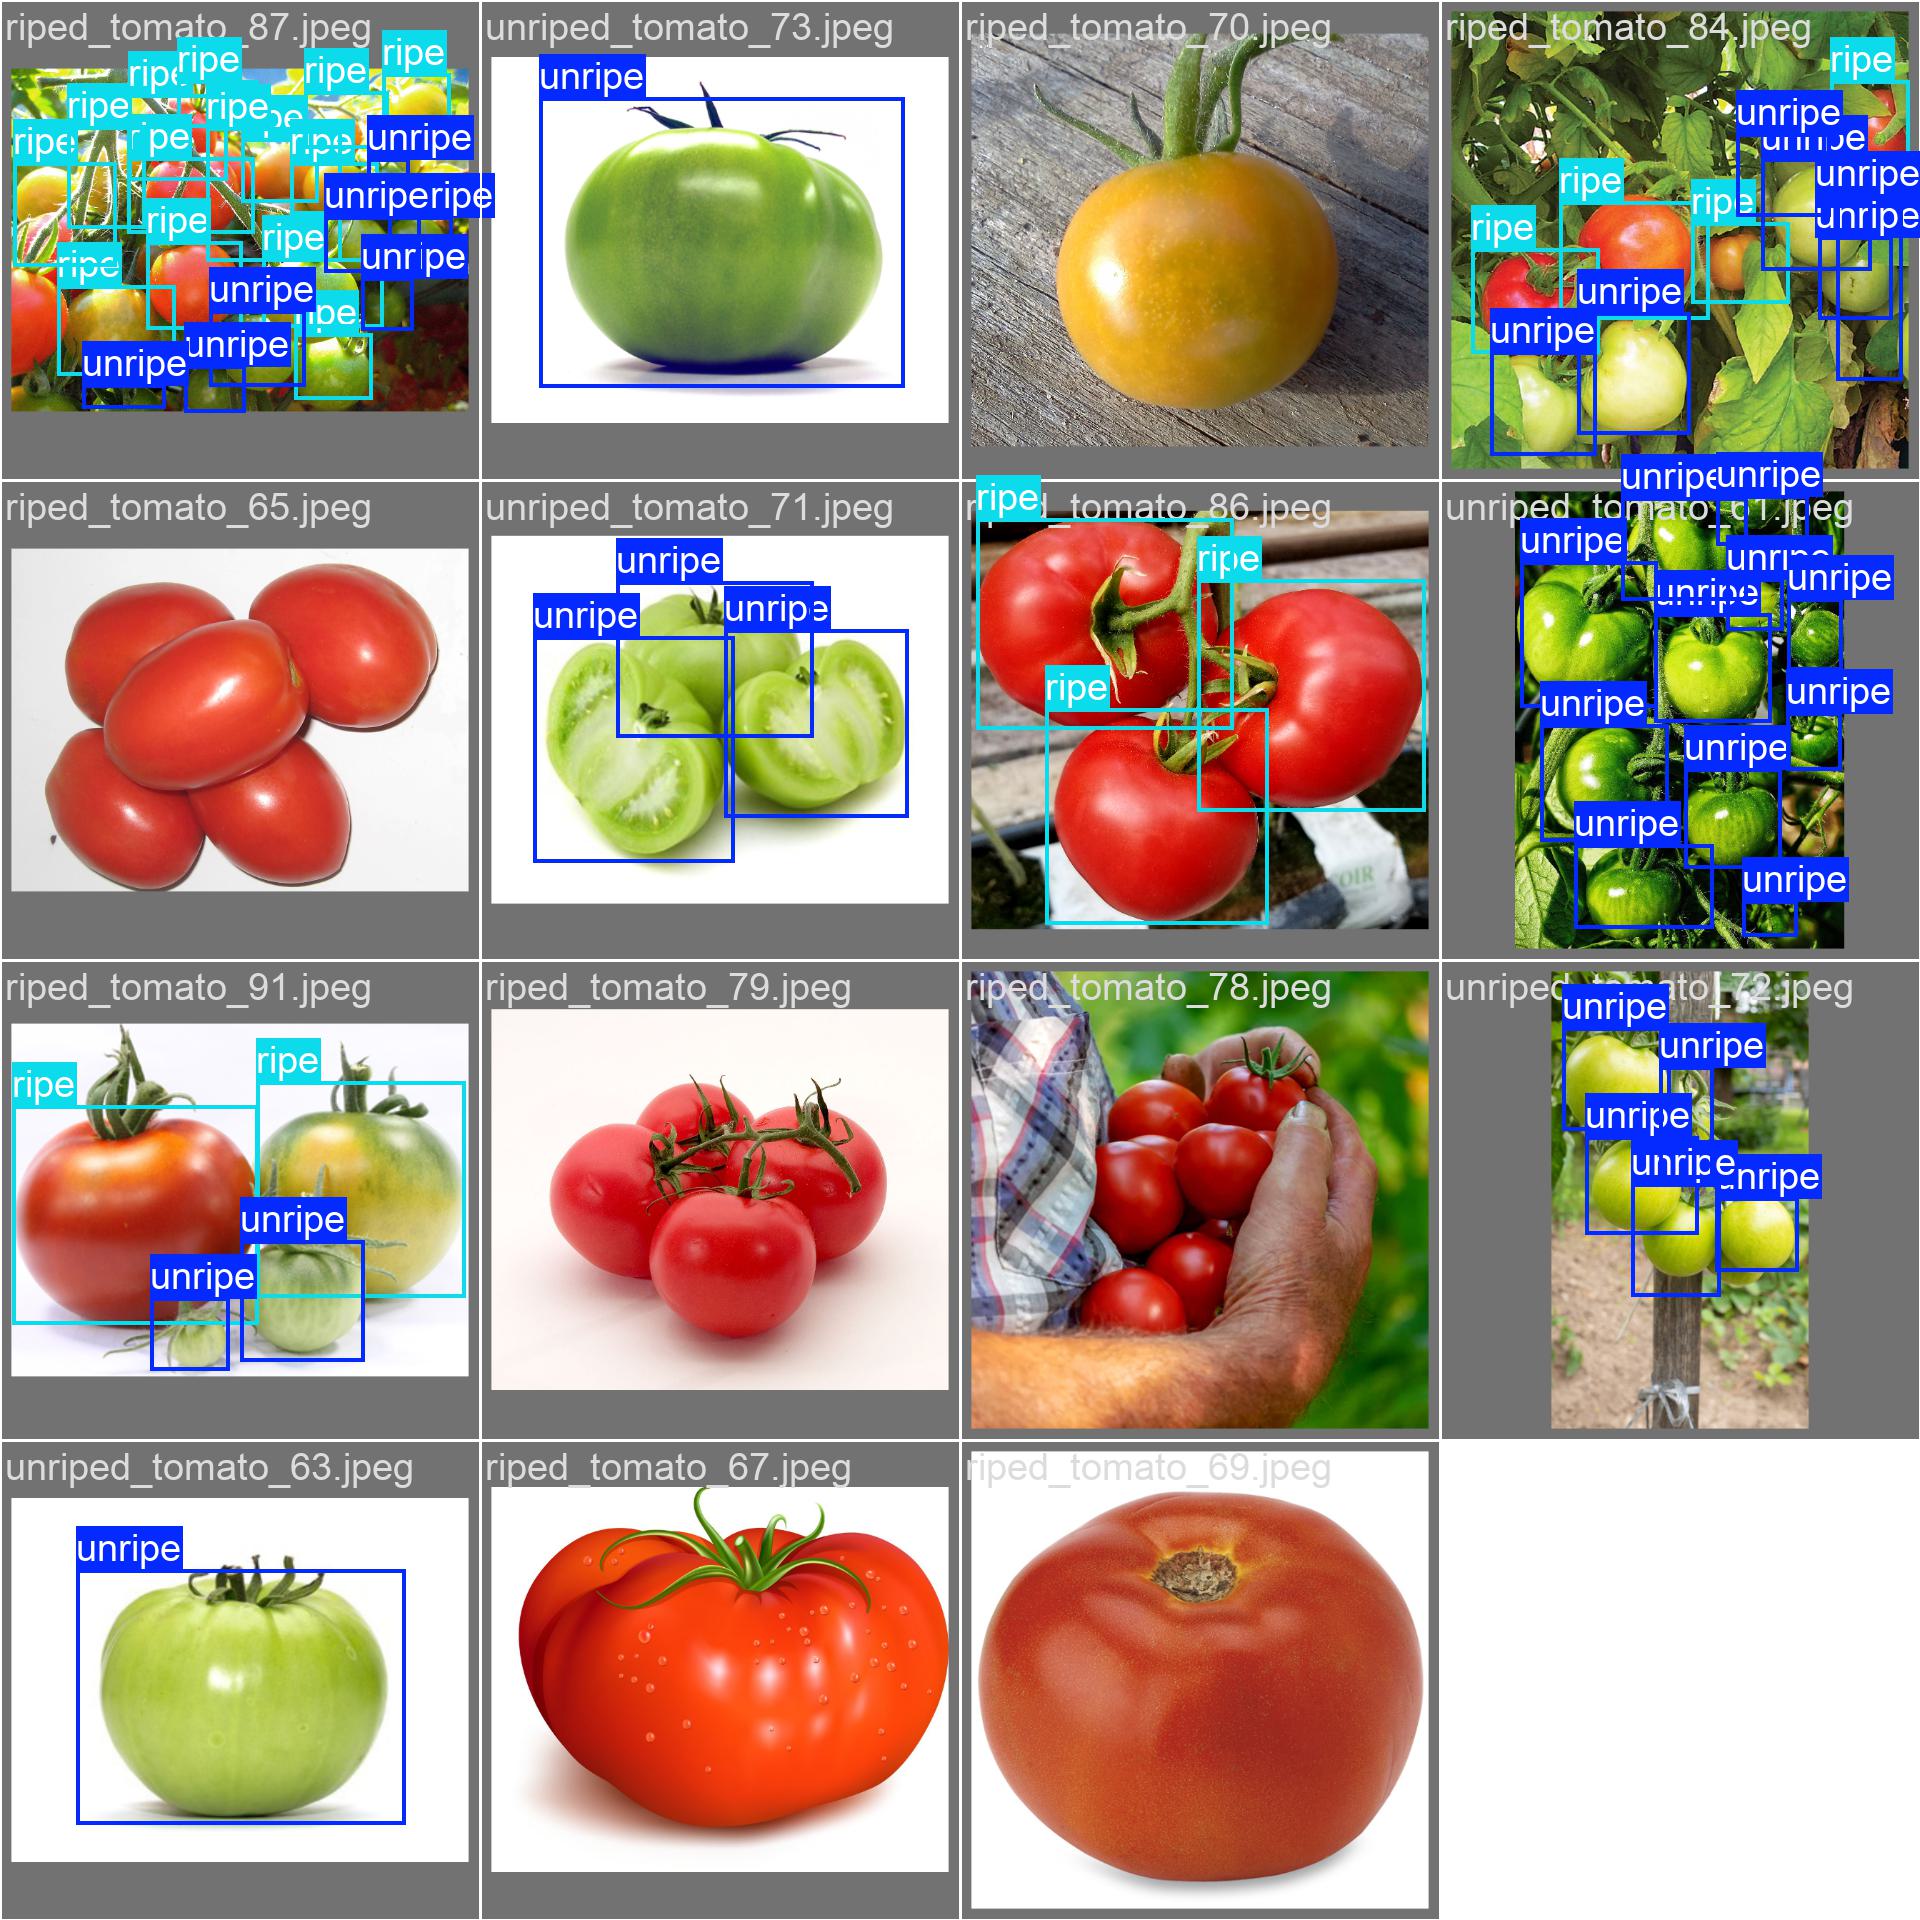 riped_tomato_87.jpeg
ripe
ripe
ripe
ripe
ripe
ripe
ripe
ripe
ripe
ripe
unripe
unripe
ripe
ripe
ripe
unripe
ripe
unripe
ripe
unripe
unripe
unriped_tomato_73.jpeg
unripe
riped_tomato_70.jpeg
riped_tomato_84.jpeg
ripe
unripe
unripe
unripe
ripe
ripe
unripe
ripe
unripe
unripe
riped_tomato_65.jpeg
unriped_tomato_71.jpeg
unripe
unripe
unripe
riped_tomato_86.jpeg
ripe
ripe
ripe
OIR
unriped_tomato_61.jpeg
unripe
unripe
unripe
unripe
unripe
unripe
unripe
unripe
unripe
unripe
unripe
riped_tomato_91.jpeg
ripe
ripe
unripe
unripe
riped_tomato_79.jpeg
riped_tomato_78.jpeg
unriped_tomato_72.jpeg
unripe
unripe
unripe
unripe
unripe
unriped_tomato_63.jpeg
unripe
riped_tomato_67.jpeg
riped_tomato_69.jpeg